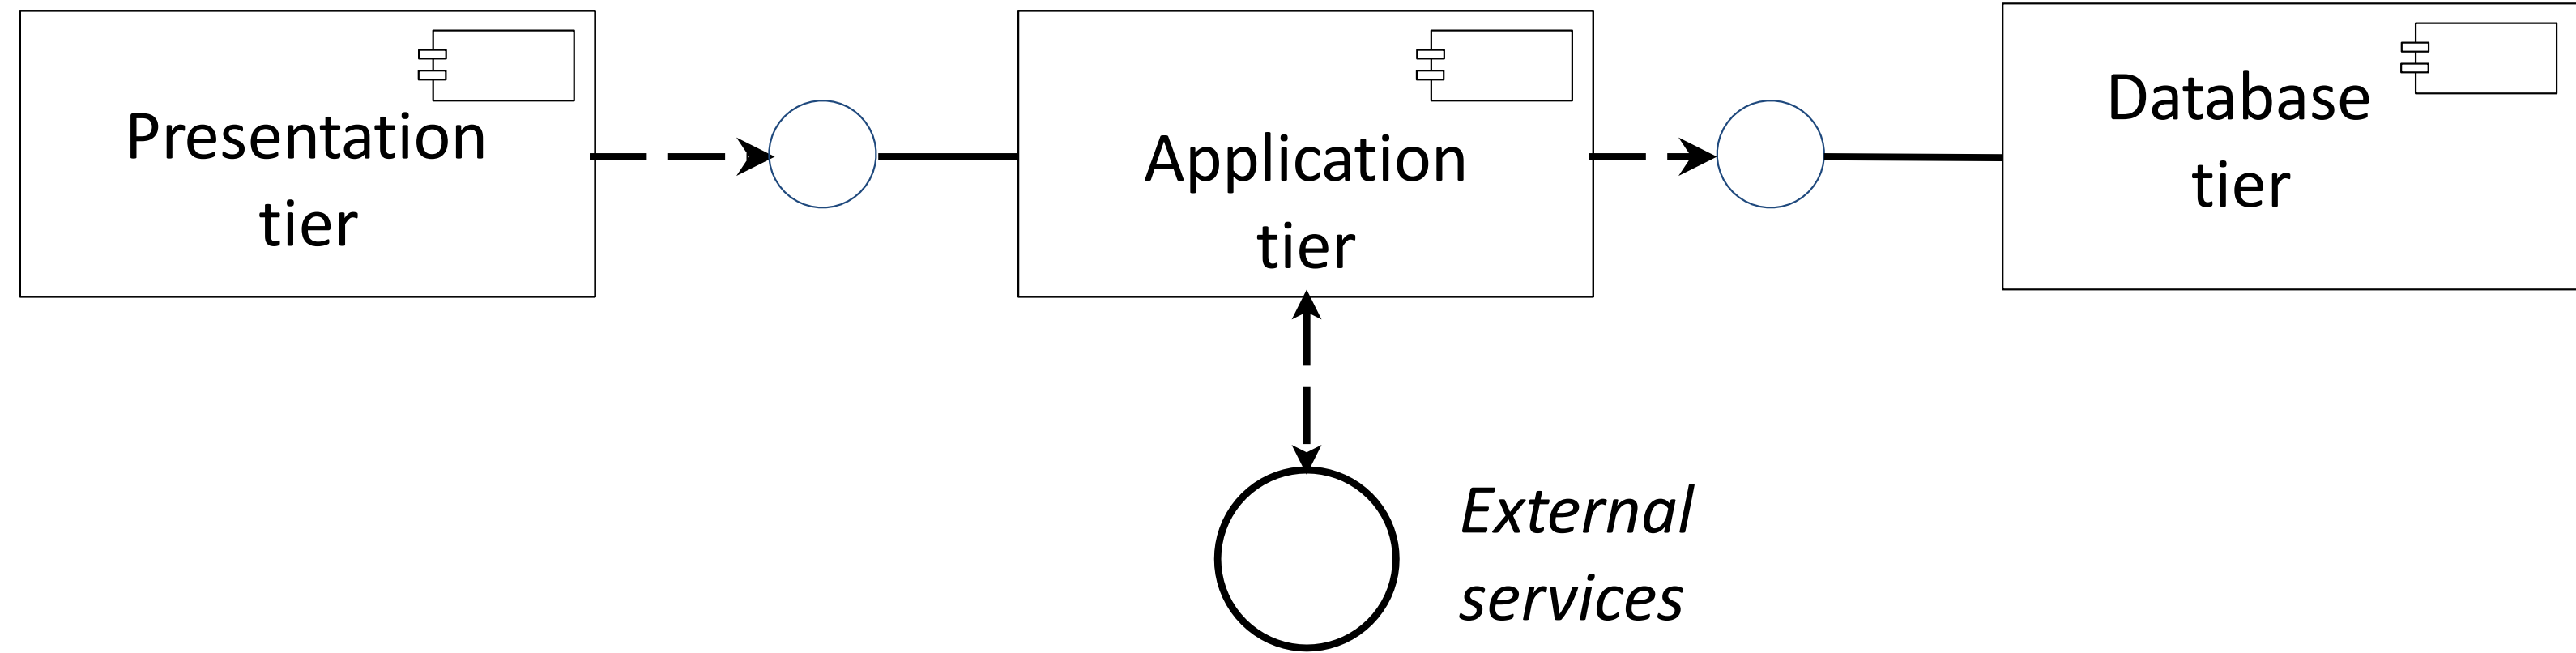 Presentation
tier
Application
tier
Database
tier
External
services